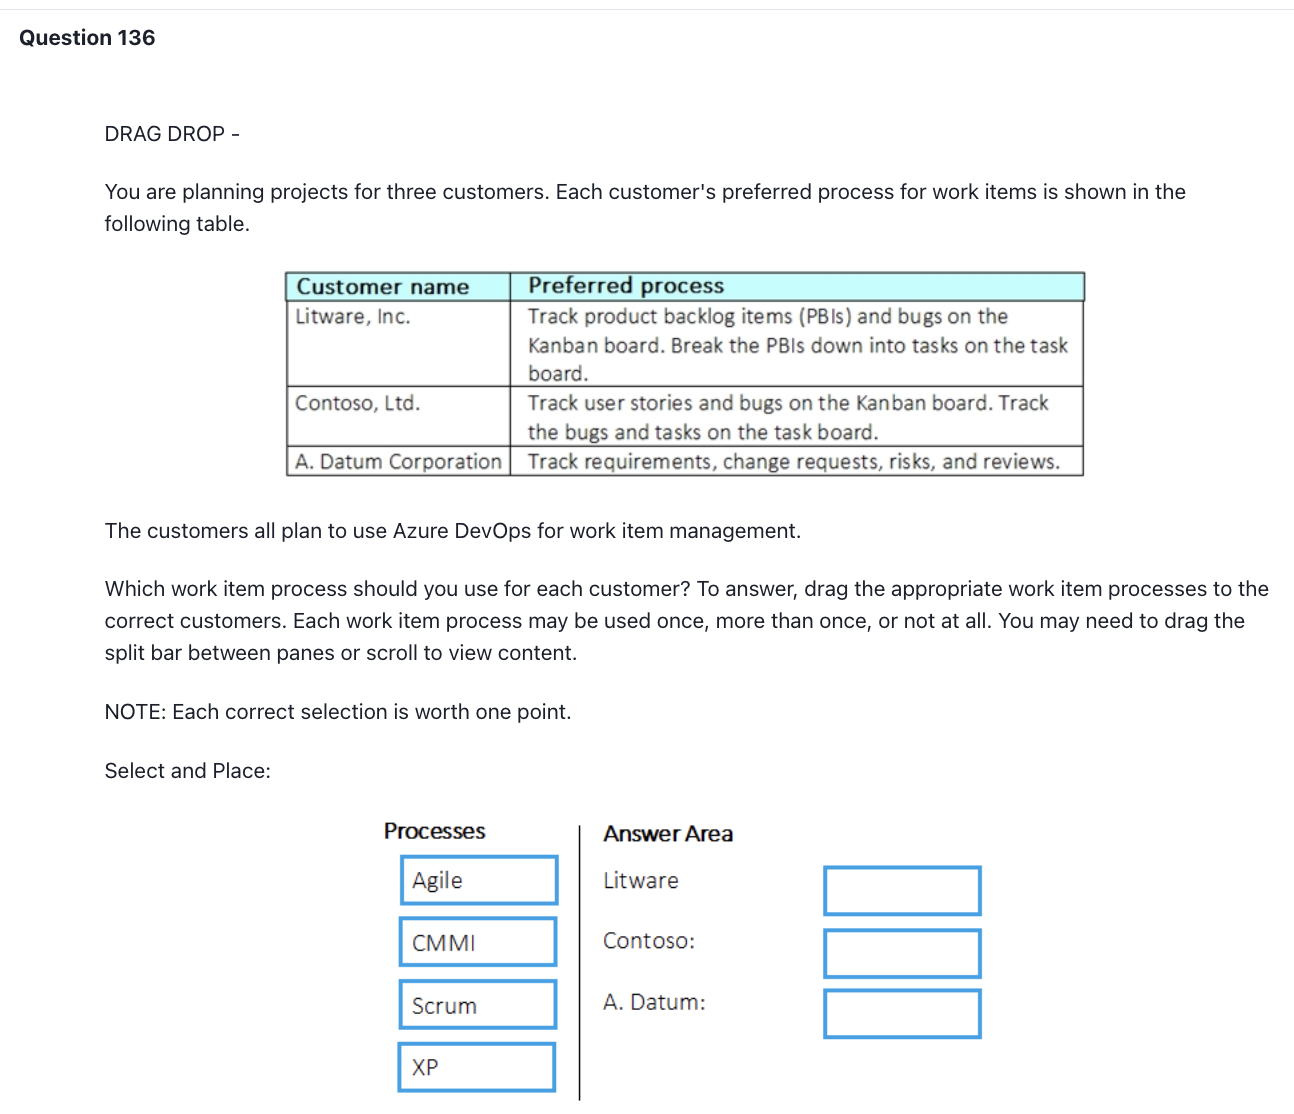 Question 136
DRAG DROP -
You are planning projects for three customers. Each customer's preferred process for work items is shown in the
following table.
Customer name Preferred process
Litware, Inc. Track product backlog items (PBIs) and bugs on the
Kanban board. Break the PBIs down into tasks on the task
board.
Contoso, Ltd. Track user stories and bugs on the Kanban board. Track
the bugs and tasks on the task board.
A. Datum Corporation Track requirements, change requests, risks, and reviews.
The customers all plan to use Azure DevOps for work item management.
Which work item process should you use for each customer? To answer, drag the appropriate work item processes to the
correct customers. Each work item process may be used once, more than once, or not at all. You may need to drag the
split bar between panes or scroll to view content.
NOTE: Each correct selection is worth one point.
Select and Place:
Processes
Agile
CMMI
Scrum
XP
Answer Area
Litware
Contoso:
A. Datum: